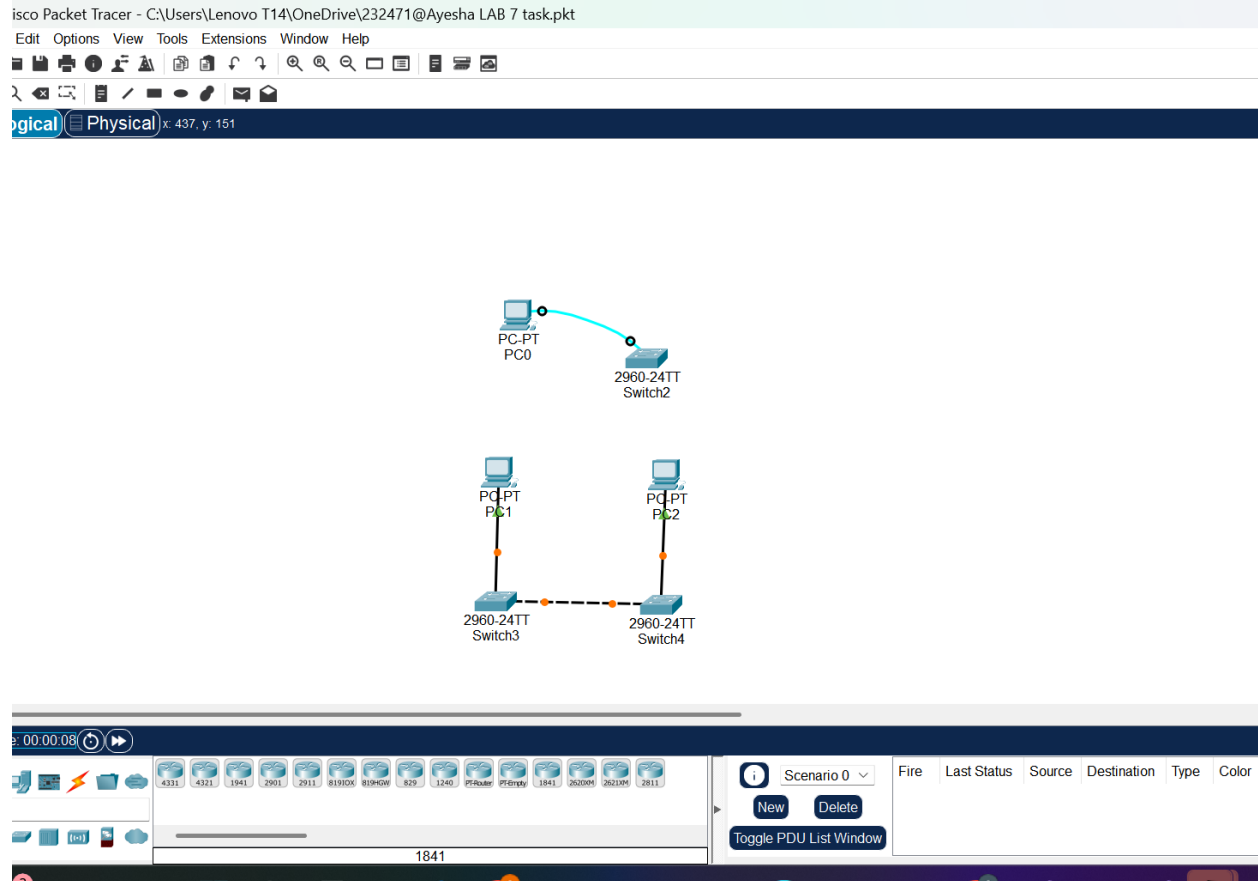 isco Packet Tracer - C:\Users\Lenovo T14\OneDrive\232471@Ayesha LAB 7 task.pkt
Edit Options View Tools Extensions Window Help
ogical Physical x: 437, y: 151
PC-PT
PC0
2960-24TT
Switch2
PC-PT
PC1
PC-PT
PC2
2960-24TT
Switch3
2960-24TT
Switch4
e: 00:00:08
4331 4321 1941 2901 2911 819IOX 819HGW 829 1240 PT-Router PT-Empty 1841 2620XM 2621XM 2811
1841
Scenario 0
New Delete
Toggle PDU List Window
Fire Last Status Source Destination Type Color